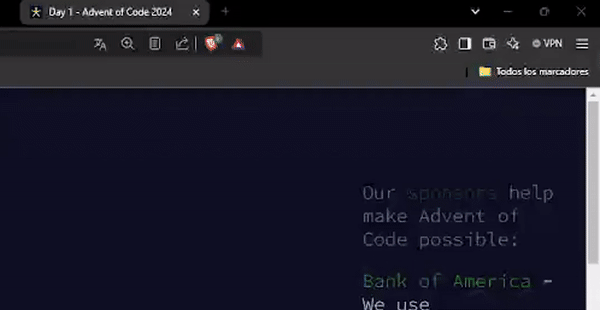 Day 1 - Advent of Code 2024
VPN
Todos los marcadores
Our sponsors help
make Advent of
Code possible:
Bank of America –
We use